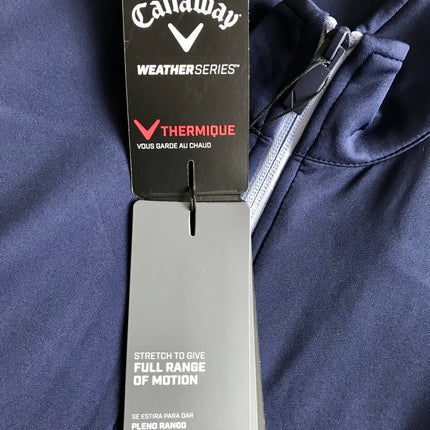 Callaway
WEATHERSERIES™
THERMIQUE
VOUS GARDE AU CHAUD
STRETCH TO GIVE
FULL RANGE
OF MOTION
SE ESTIRA PARA DAR
PLENO RANGO